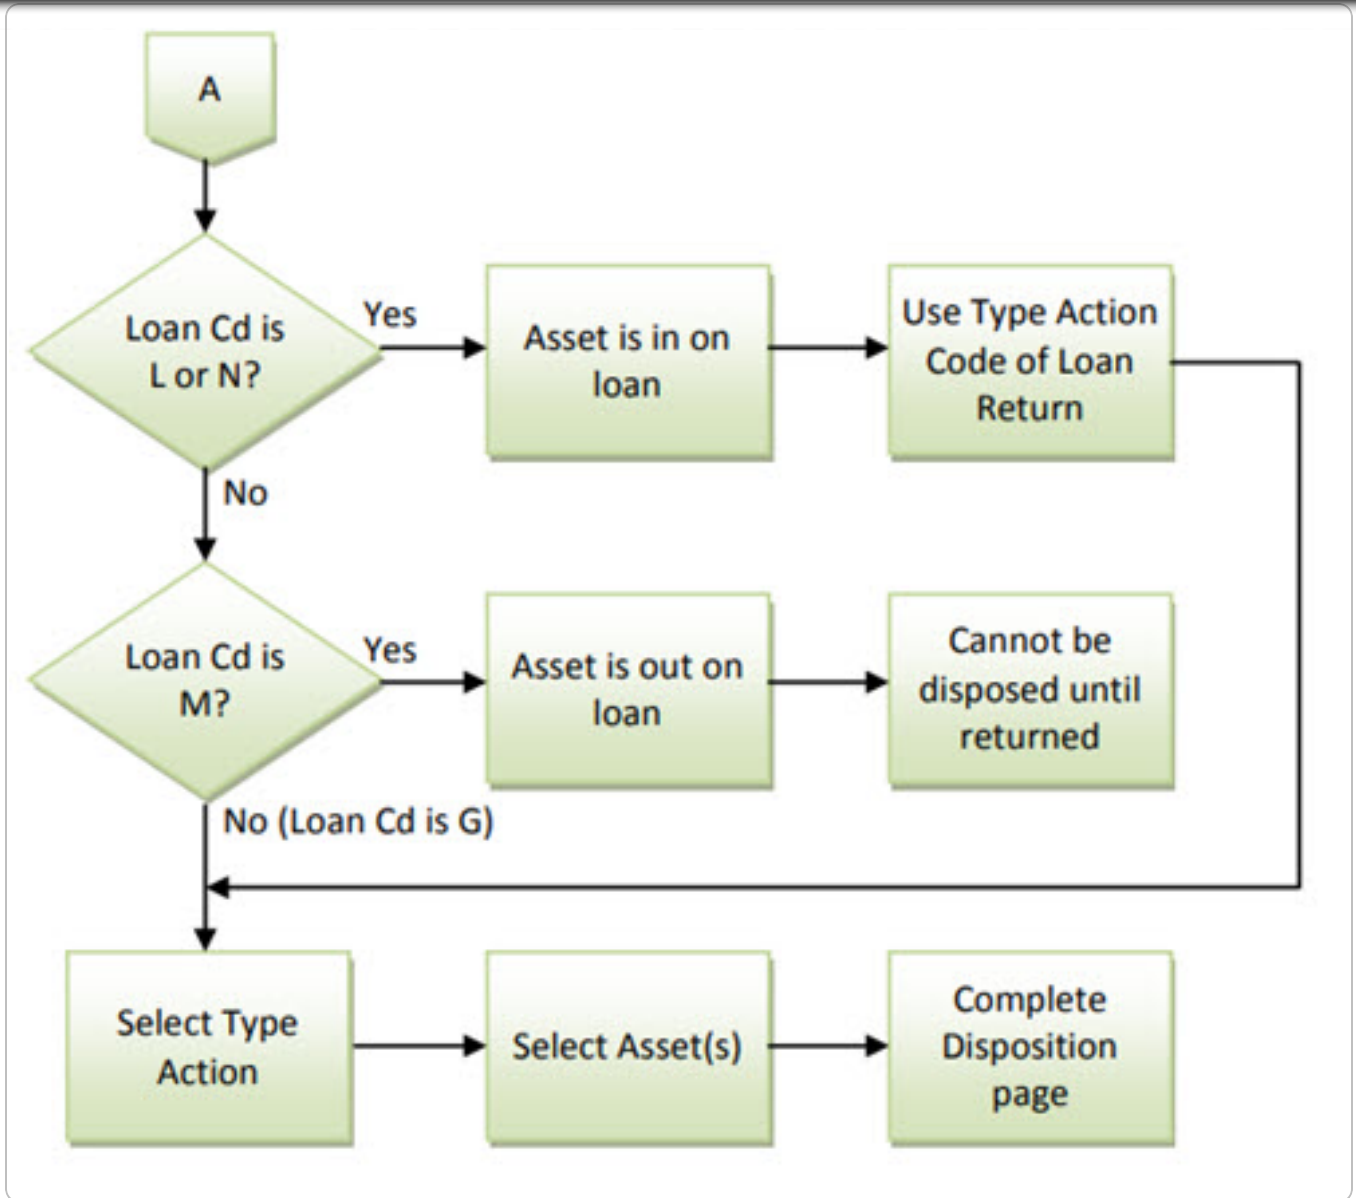 A
Loan Cd is
L or N?
Yes
Asset is in on
loan
Use Type Action
Code of Loan
Return
No
Loan Cd is
M?
Yes
Asset is out on
loan
Cannot be
disposed until
returned
No (Loan Cd is G)
Select Type
Action
Select Asset(s)
Complete
Disposition
page